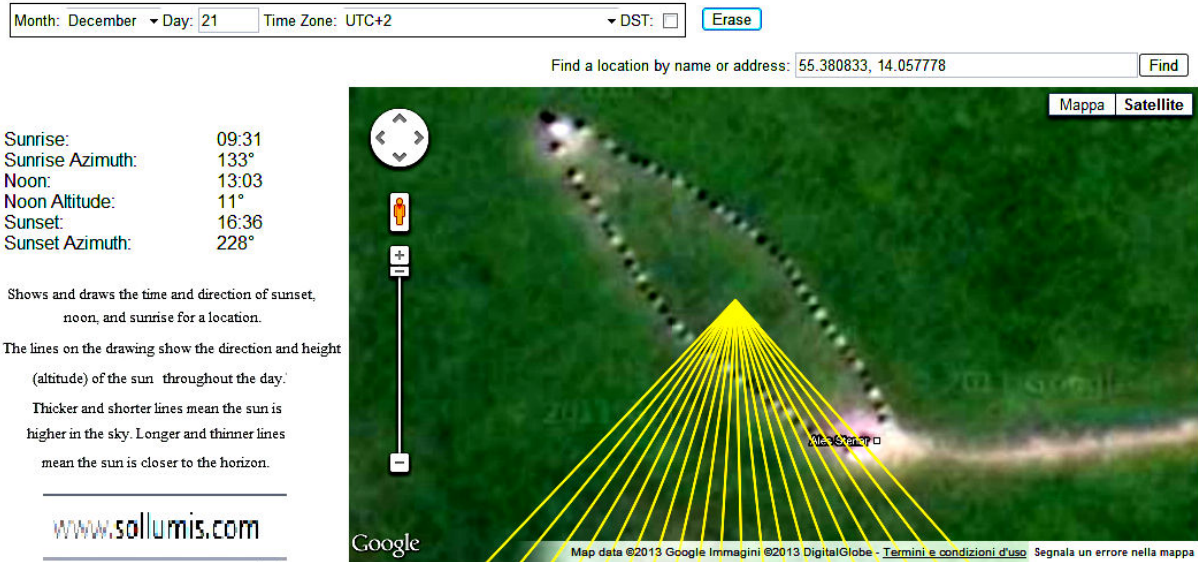 Month: December Day: 21 Time Zone: UTC+2 DST: Erase
Find a location by name or address: 55.380833, 14.057778 Find
Mappa Satellite
Sunrise: 09:31
Sunrise Azimuth: 133°
Noon: 13:03
Noon Altitude: 11°
Sunset: 16:36
Sunset Azimuth: 228°
Shows and draws the time and direction of sunset,
noon, and sunrise for a location.
The lines on the drawing show the direction and height
(altitude) of the sun throughout the day.
Thicker and shorter lines mean the sun is
higher in the sky. Longer and thinner lines
mean the sun is closer to the horizon.
www.sollumis.com
Ales Stenar
Google
Map data ©2013 Google Immagini ©2013 DigitalGlobe - Termini e condizioni d'uso Segnala un errore nella mappa